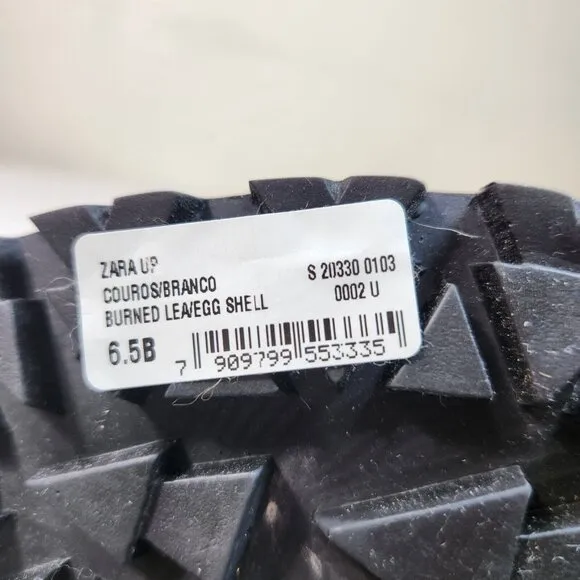 ZARA UP
COUROS/BRANCO
BURNED LEA/EGG SHELL
6.5B
S 20330 0103
0002 U
7 909799 553335